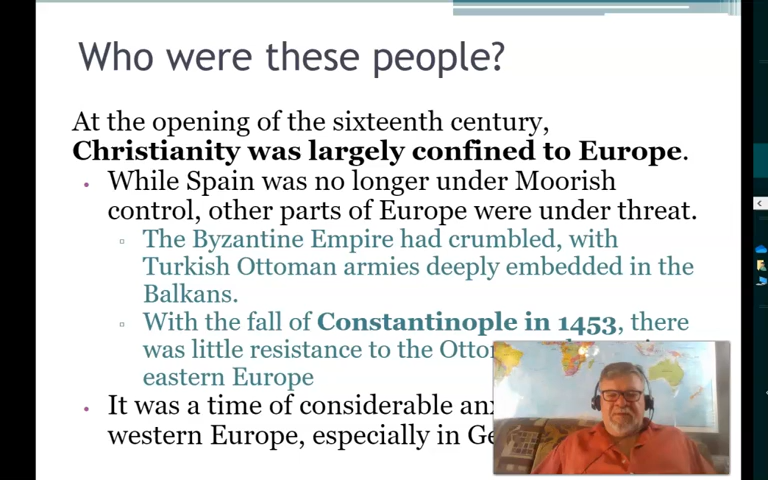 Who were these people?
At the opening of the sixteenth century,
Christianity was largely confined to Europe.
• While Spain was no longer under Moorish
control, other parts of Europe were under threat.
▫ The Byzantine Empire had crumbled, with
Turkish Ottoman armies deeply embedded in the
Balkans.
▫ With the fall of Constantinople in 1453, there
was little resistance to the
eastern Europe
• It was a time of considerable
western Europe, especially in